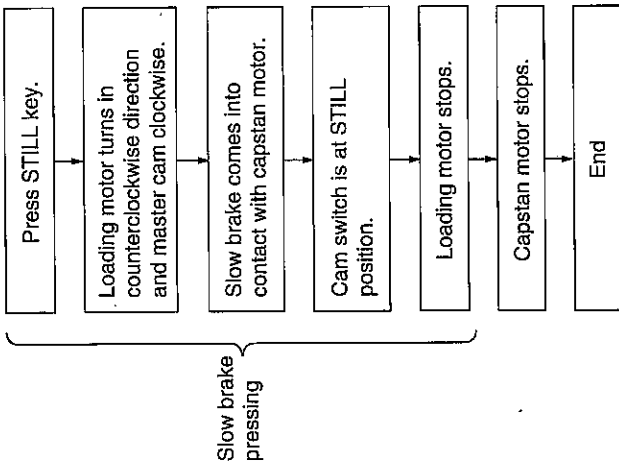 Press STILL key.
Loading motor turns in
counterclockwise direction
and master cam clockwise.
Slow brake comes into
contact with capstan motor.
Cam switch is at STILL
position.
Loading motor stops.
Capstan motor stops.
End
Slow brake
pressing